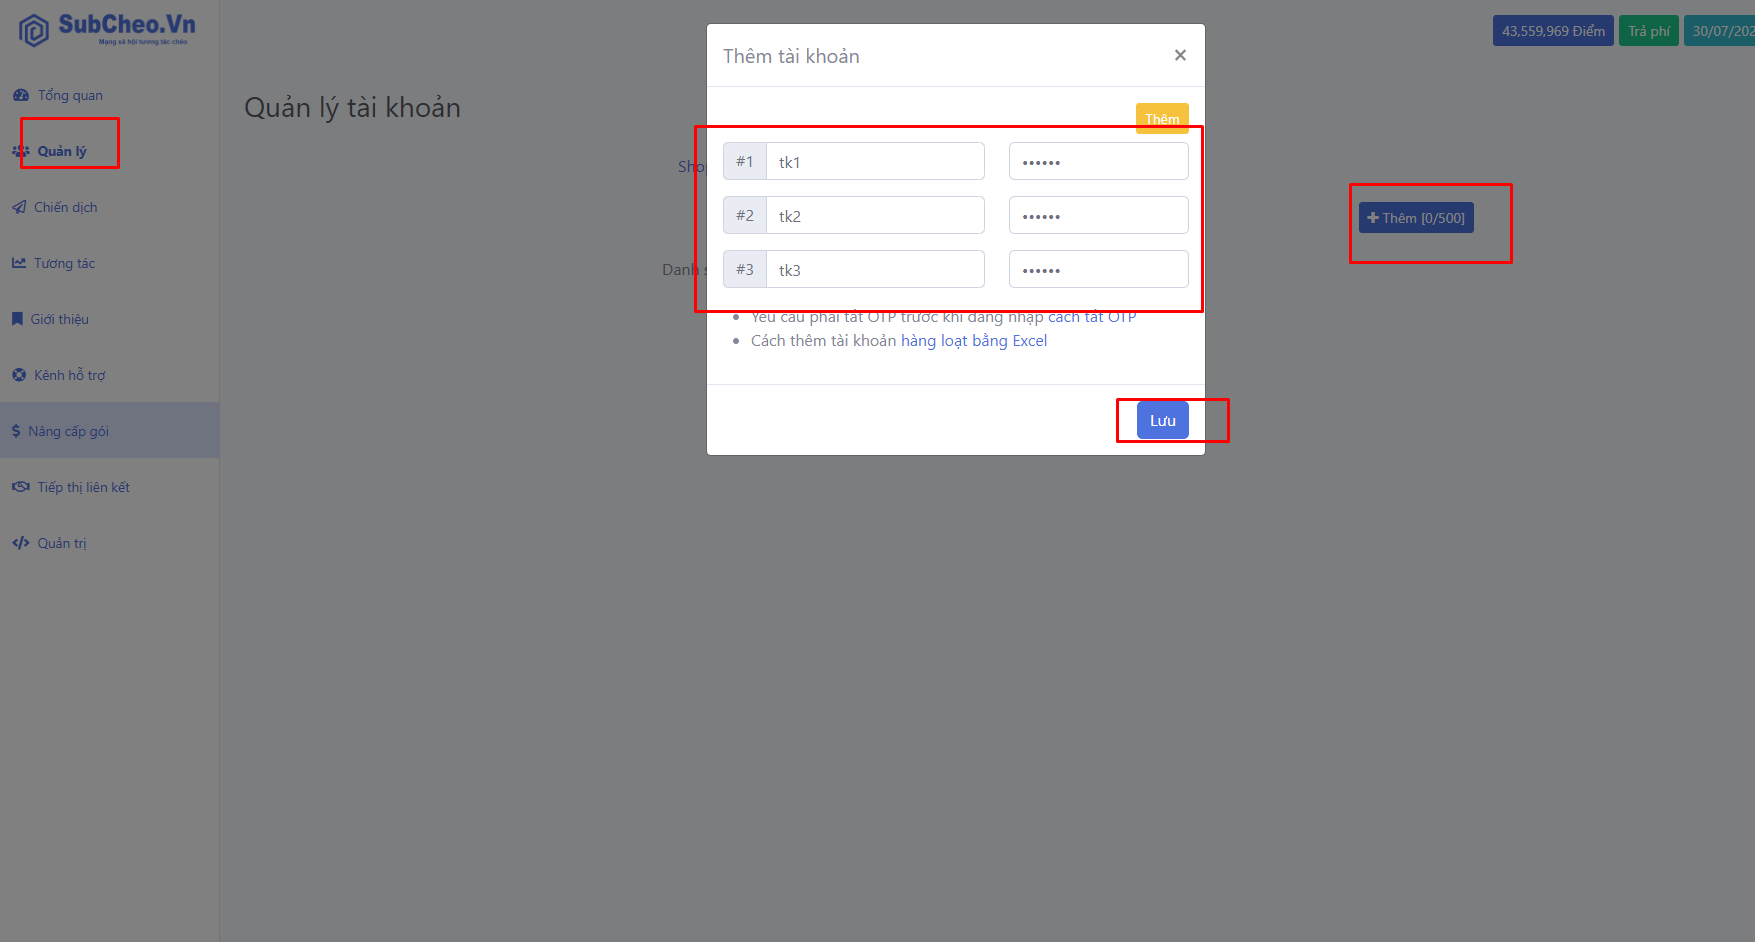 SubCheo.Vn
Mạng xã hội tương tác chéo
43,559,969 Điểm
Trả phí
30/07/202
Tổng quan
Quản lý
Chiến dịch
Tương tác
Giới thiệu
Kênh hỗ trợ
Nâng cấp gói
Tiếp thị liên kết
Quản trị
Quản lý tài khoản
Shop
Thêm [0/500]
Danh s
Thêm tài khoản
×
Thêm
#1 tk1 ••••••
#2 tk2 ••••••
#3 tk3 ••••••
Yêu cầu phải tắt OTP trước khi đăng nhập cách tắt OTP
Cách thêm tài khoản hàng loạt bằng Excel
Lưu